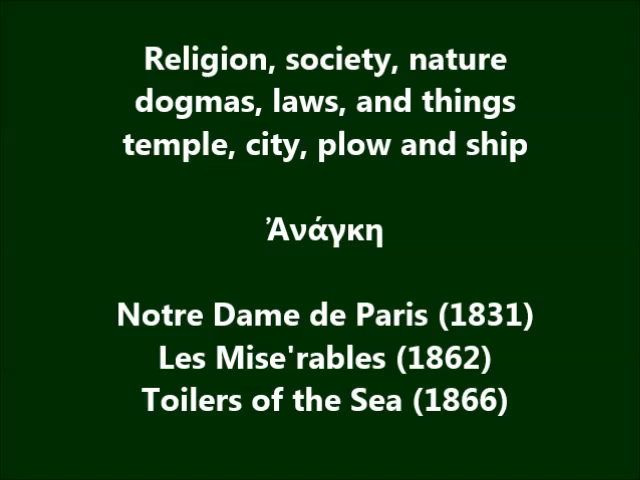 Religion, society, nature
dogmas, laws, and things
temple, city, plow and ship
Ἀνάγκη
Notre Dame de Paris (1831)
Les Mise'rables (1862)
Toilers of the Sea (1866)